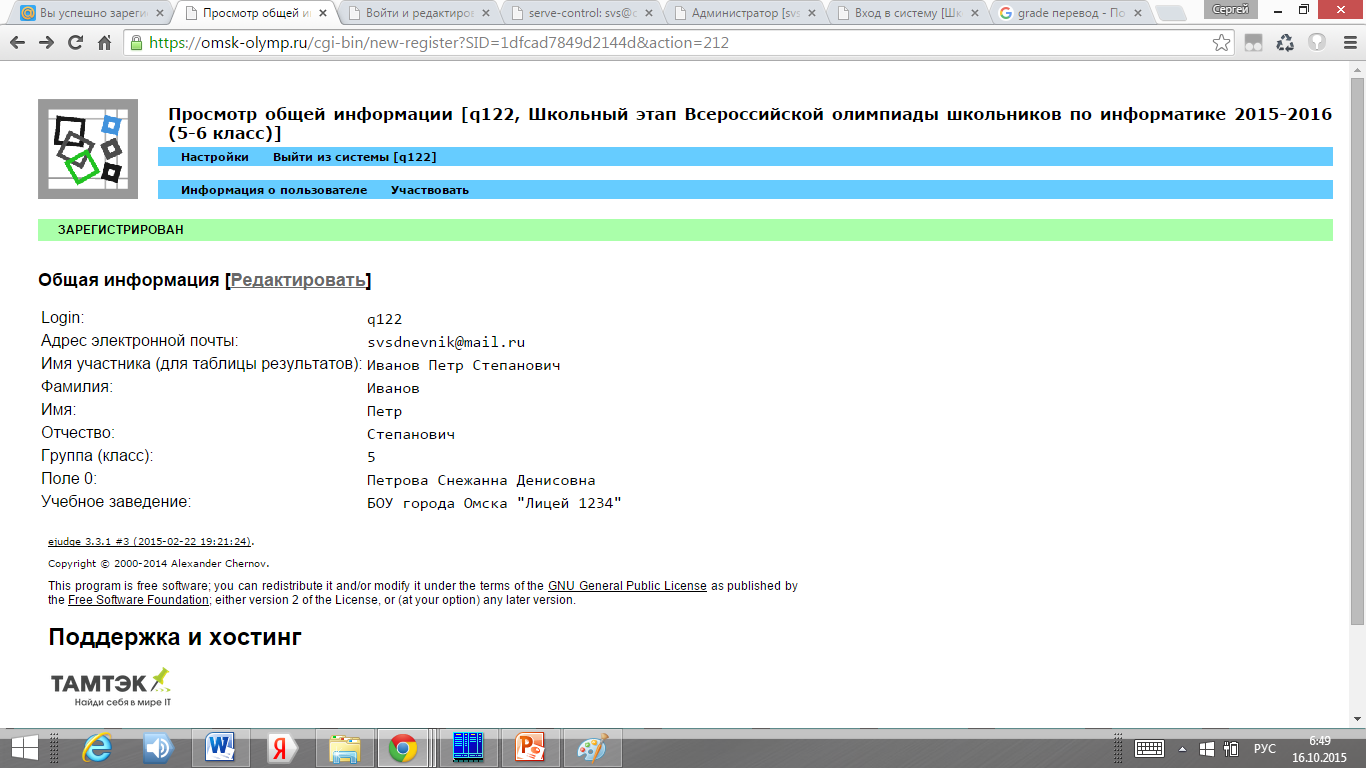 Вы успешно зареги
Просмотр общей и
Войти и редактиров
serve-control: svs@
Администратор [svs
Вход в систему [Шк
grade перевод - По
Сергей
https://omsk-olymp.ru/cgi-bin/new-register?SID=1dfcad7849d2144d&action=212
Просмотр общей информации [q122, Школьный этап Всероссийской олимпиады школьников по информатике 2015-2016
(5-6 класс)]
Настройки Выйти из системы [q122]
Информация о пользователе Участвовать
ЗАРЕГИСТРИРОВАН
Общая информация [Редактировать]
Login: q122
Адрес электронной почты: svsdnevnik@mail.ru
Имя участника (для таблицы результатов): Иванов Петр Степанович
Фамилия: Иванов
Имя: Петр
Отчество: Степанович
Группа (класс): 5
Поле 0: Петрова Снежанна Денисовна
Учебное заведение: БОУ города Омска "Лицей 1234"
ejudge 3.3.1 #3 (2015-02-22 19:21:24).
Copyright © 2000-2014 Alexander Chernov.
This program is free software; you can redistribute it and/or modify it under the terms of the GNU General Public License as published by
the Free Software Foundation; either version 2 of the License, or (at your option) any later version.
Поддержка и хостинг
ТАМТЭК
Найди себя в мире IT
РУС
6:49
16.10.2015